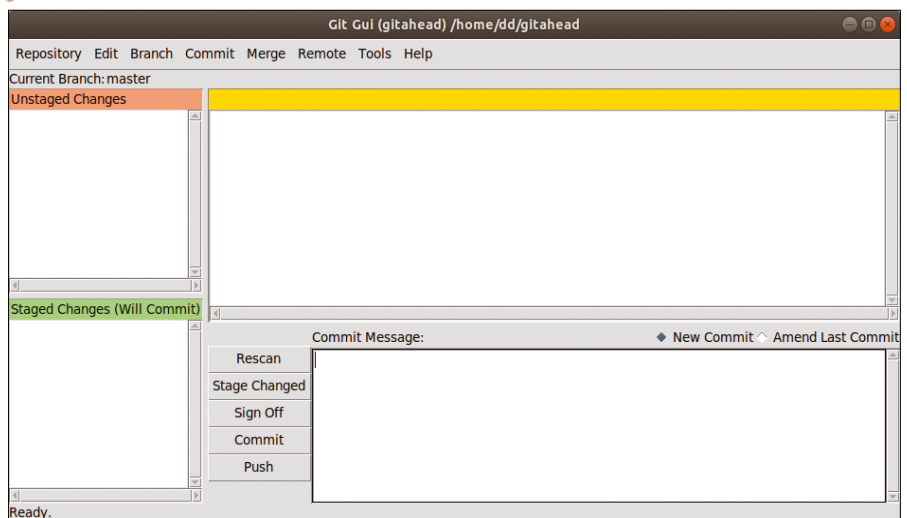 Git Gui (gitahead) /home/dd/gitahead
Repository Edit Branch Commit Merge Remote Tools Help
Current Branch: master
Unstaged Changes
Staged Changes (Will Commit)
Commit Message:
New Commit Amend Last Commit
Rescan
Stage Changed
Sign Off
Commit
Push
Ready.